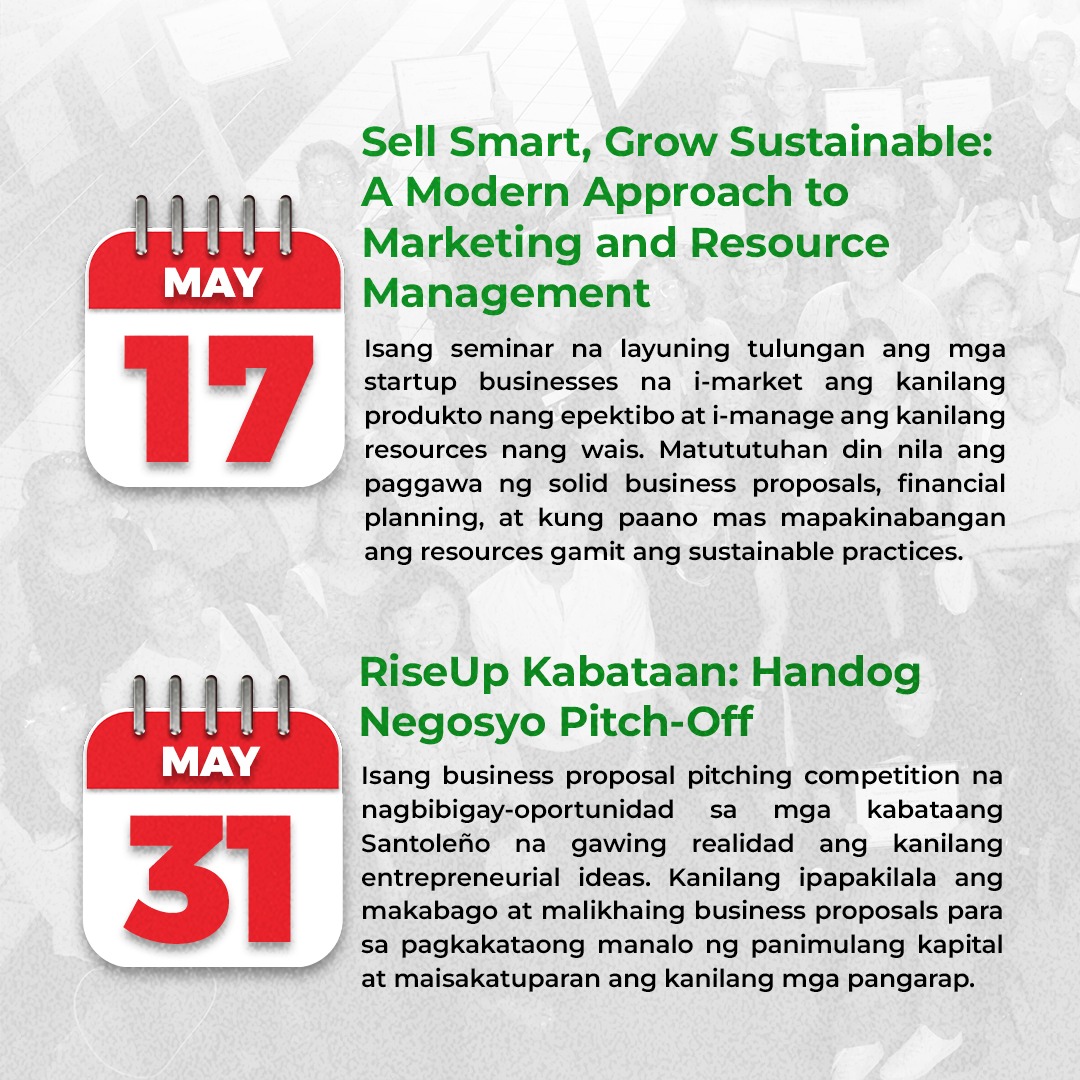 Sell Smart, Grow Sustainable:
A Modern Approach to
Marketing and Resource
Management
MAY
17
Isang seminar na layuning tulungan ang mga
startup businesses na i-market ang kanilang
produkto nang epektibo at i-manage ang kanilang
resources nang wais. Matututuhan din nila ang
paggawa ng solid business proposals, financial
planning, at kung paano mas mapakinabangan
ang resources gamit ang sustainable practices.
RiseUp Kabataan: Handog
Negosyo Pitch-Off
MAY
31
Isang business proposal pitching competition na
nagbibigay-oportunidad sa mga kabataang
Santoleño na gawing realidad ang kanilang
entrepreneurial ideas. Kanilang ipapakilala ang
makabago at malikhaing business proposals para
sa pagkakataong manalo ng panimulang kapital
at maisakatuparan ang kanilang mga pangarap.